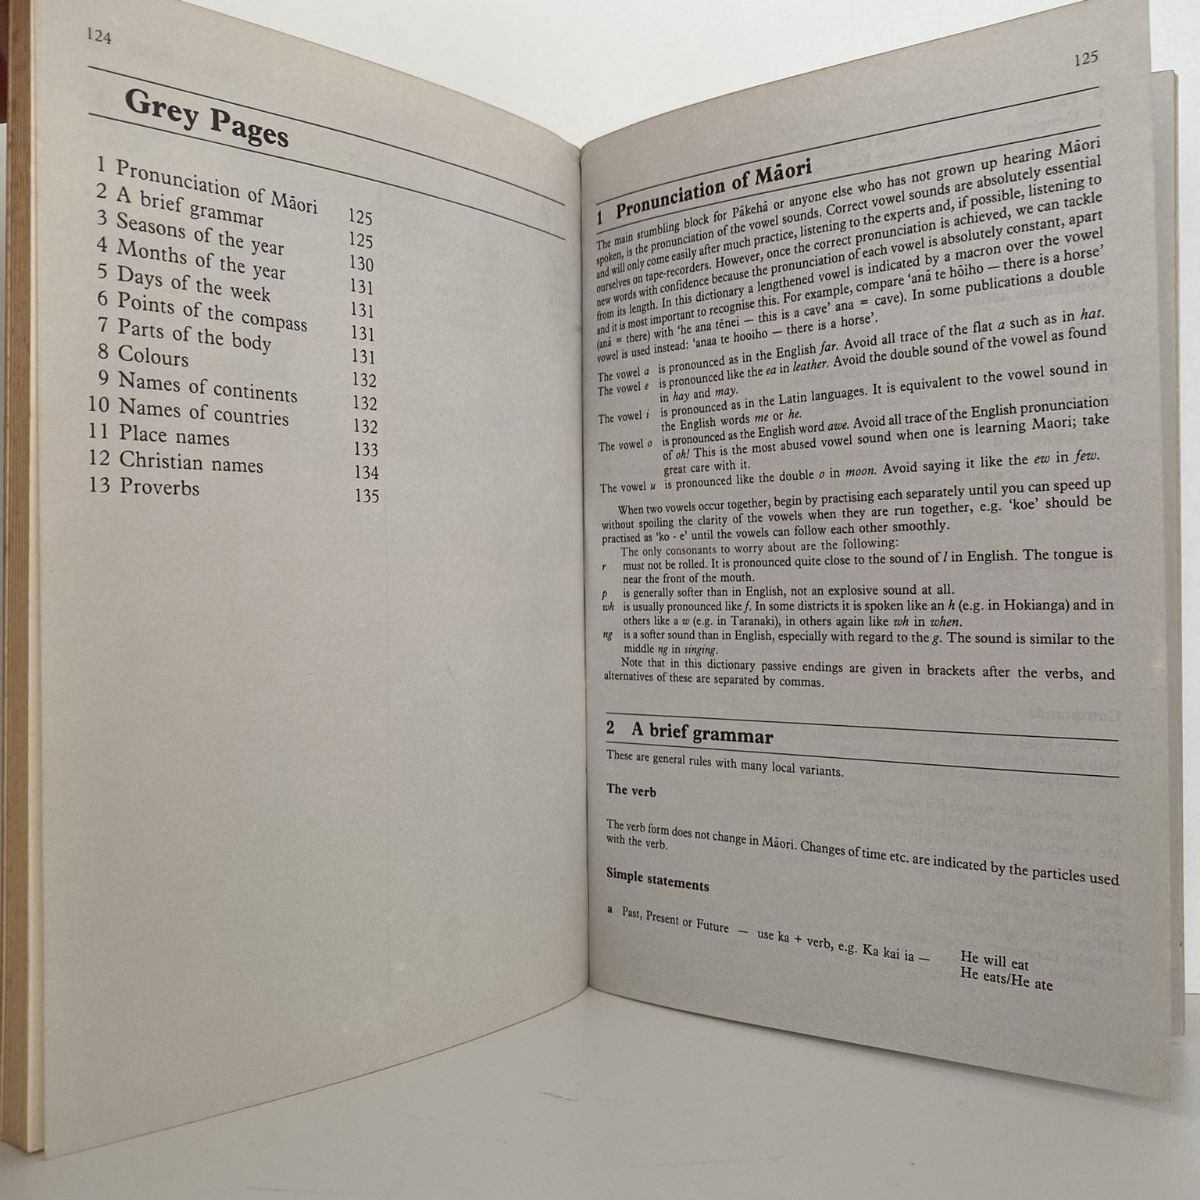 124
Grey Pages
1 Pronunciation of Māori 125
2 A brief grammar 125
3 Seasons of the year 130
4 Months of the year 131
5 Days of the week 131
6 Points of the compass 131
7 Parts of the body 131
8 Colours 132
9 Names of continents 132
10 Names of countries 132
11 Place names 133
12 Christian names 134
13 Proverbs 135
125
1 Pronunciation of Māori
The main stumbling block for Pākehā or anyone else who has not grown up hearing Māori
spoken, is the pronunciation of the vowel sounds. Correct vowel sounds are absolutely essential
and will only come easily after much practice, listening to the experts and, if possible, listening to
ourselves on tape-recorders. However, once the correct pronunciation is achieved, we can tackle
new words with confidence because the pronunciation of each vowel is absolutely constant, apart
from its length. In this dictionary a lengthened vowel is indicated by a macron over the vowel
and it is most important to recognise this. For example, compare ‘anā te hōiho — there is a horse’
(anā = there) with ‘he ana tēnei — this is a cave’ ana = cave). In some publications a double
vowel is used instead: ‘anaa te hooiho — there is a horse’.
The vowel a is pronounced as in the English far. Avoid all trace of the flat a such as in hat.
The vowel e is pronounced like the ea in leather. Avoid the double sound of the vowel as found
in hay and may.
The vowel i is pronounced as in the Latin languages. It is equivalent to the vowel sound in
the English words me or he.
The vowel o is pronounced as the English word awe. Avoid all trace of the English pronunciation
of oh! This is the most abused vowel sound when one is learning Maori; take
great care with it.
The vowel u is pronounced like the double o in moon. Avoid saying it like the ew in few.
When two vowels occur together, begin by practising each separately until you can speed up
without spoiling the clarity of the vowels when they are run together, e.g. ‘koe’ should be
practised as ‘ko - e’ until the vowels can follow each other smoothly.
The only consonants to worry about are the following:
r must not be rolled. It is pronounced quite close to the sound of l in English. The tongue is
near the front of the mouth.
p is generally softer than in English, not an explosive sound at all.
wh is usually pronounced like f. In some districts it is spoken like an h (e.g. in Hokianga) and in
others like a w (e.g. in Taranaki), in others again like wh in when.
ng is a softer sound than in English, especially with regard to the g. The sound is similar to the
middle ng in singing.
Note that in this dictionary passive endings are given in brackets after the verbs, and
alternatives of these are separated by commas.
2 A brief grammar
These are general rules with many local variants.
The verb
The verb form does not change in Māori. Changes of time etc. are indicated by the particles used
with the verb.
Simple statements
a Past, Present or Future — use ka + verb, e.g. Ka kai ia — He will eat
He eats/He ate